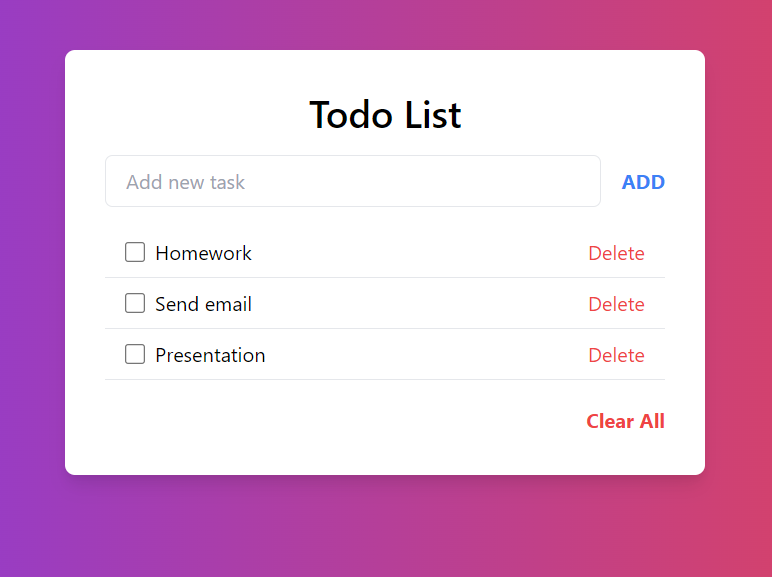 Todo List
Add new task ADD
Homework Delete
Send email Delete
Presentation Delete
Clear All